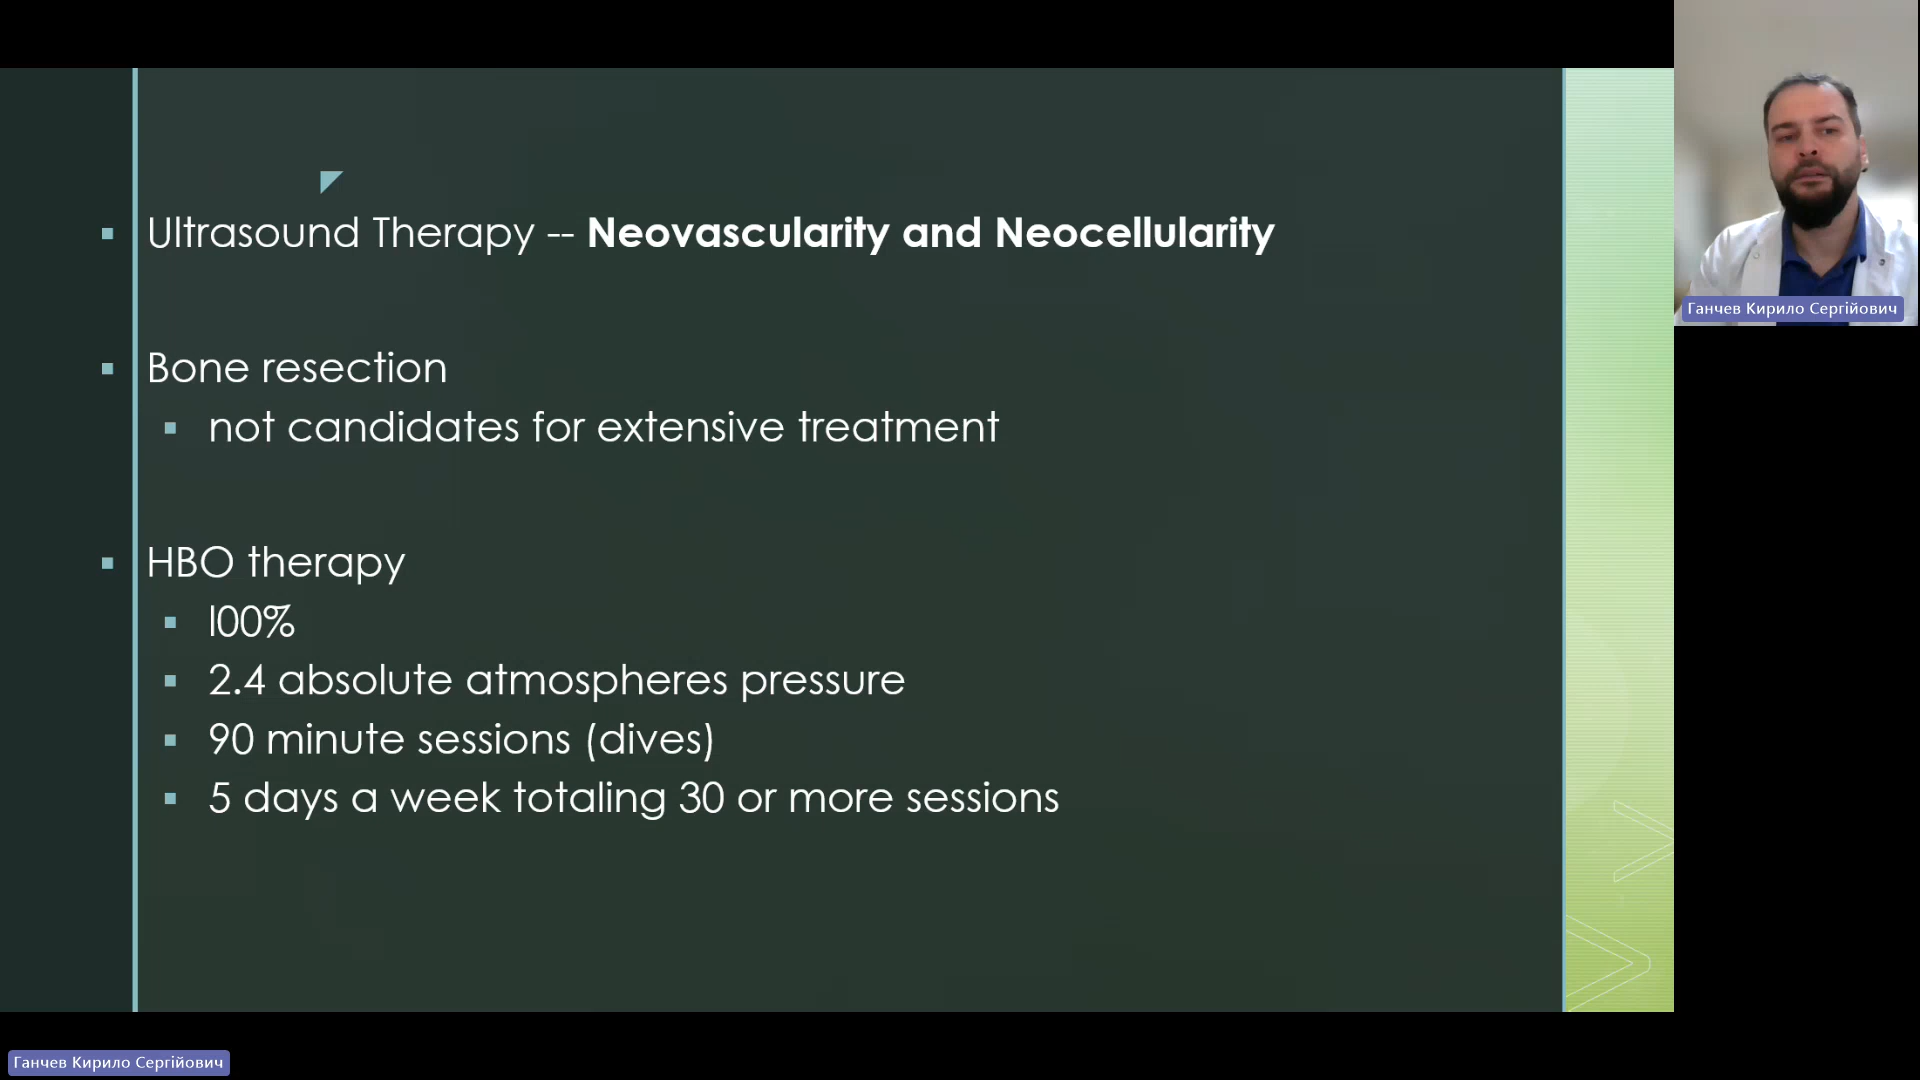 Ultrasound Therapy -- Neovascularity and Neocellularity
Bone resection
not candidates for extensive treatment
HBO therapy
100%
2.4 absolute atmospheres pressure
90 minute sessions (dives)
5 days a week totaling 30 or more sessions
Ганчев Кирило Сергійович
Ганчев Кирило Сергійович